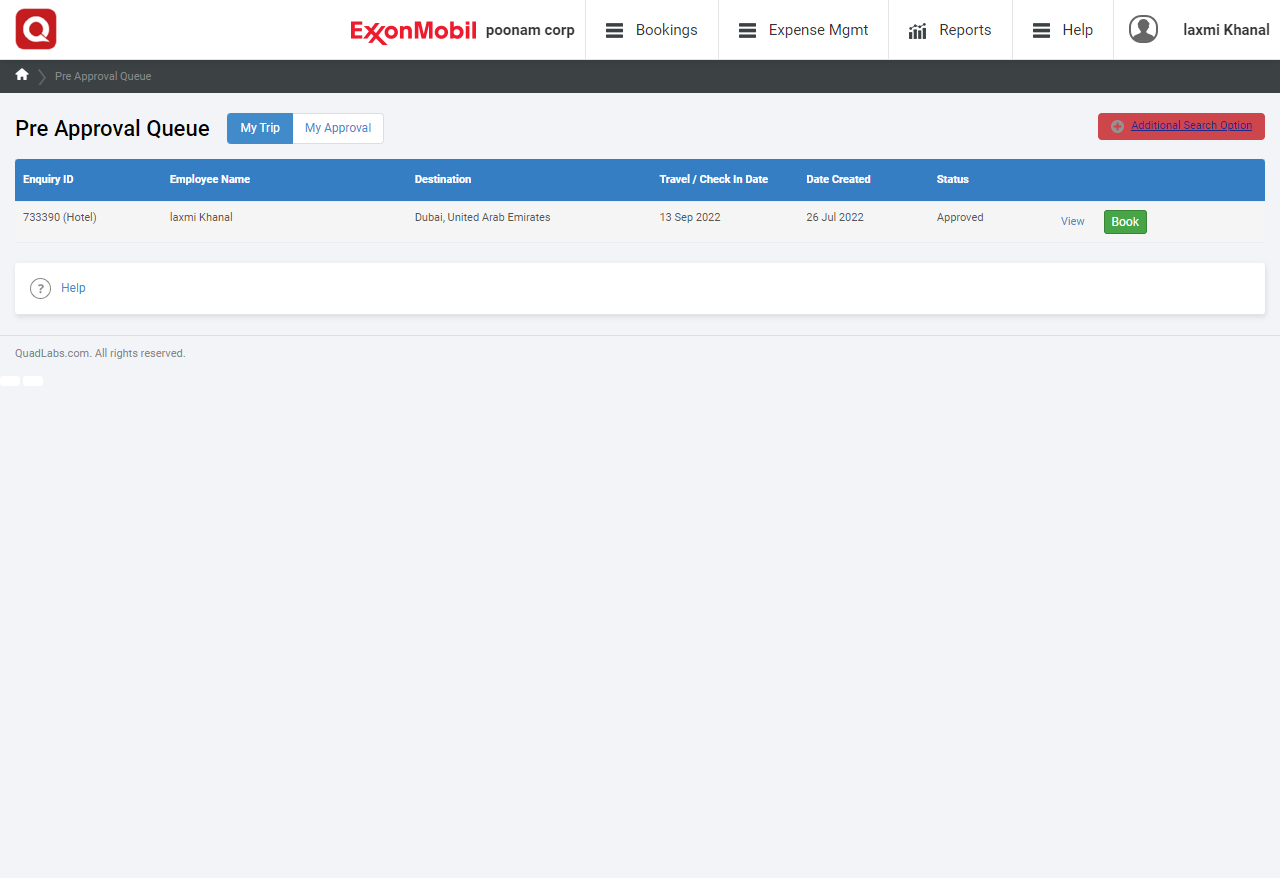 Q ExxonMobil poonam corp Bookings Expense Mgmt Reports Help laxmi Khanal
Pre Approval Queue
Pre Approval Queue My Trip My Approval Additional Search Option
Enquiry ID Employee Name Destination Travel / Check In Date Date Created Status
733390 (Hotel) laxmi Khanal Dubai, United Arab Emirates 13 Sep 2022 26 Jul 2022 Approved View Book
? Help
QuadLabs.com. All rights reserved.